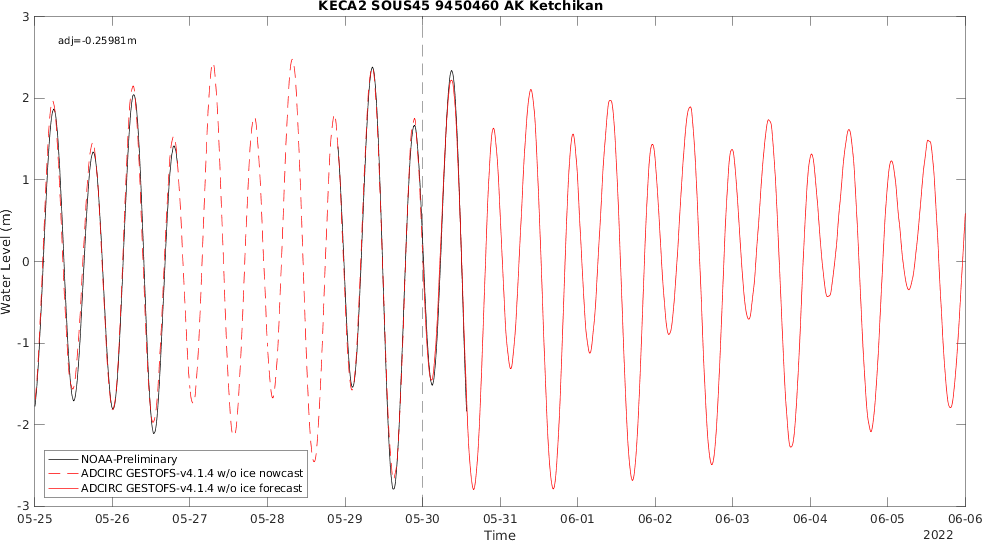 KECA2 SOUS45 9450460 AK Ketchikan
adj=-0.25981m
Water Level (m)
3
2
1
0
-1
-2
-3
NOAA-Preliminary
ADCIRC GESTOFS-v4.1.4 w/o ice nowcast
ADCIRC GESTOFS-v4.1.4 w/o ice forecast
05-25 05-26 05-27 05-28 05-29 05-30 05-31 06-01 06-02 06-03 06-04 06-05 06-06
Time
2022